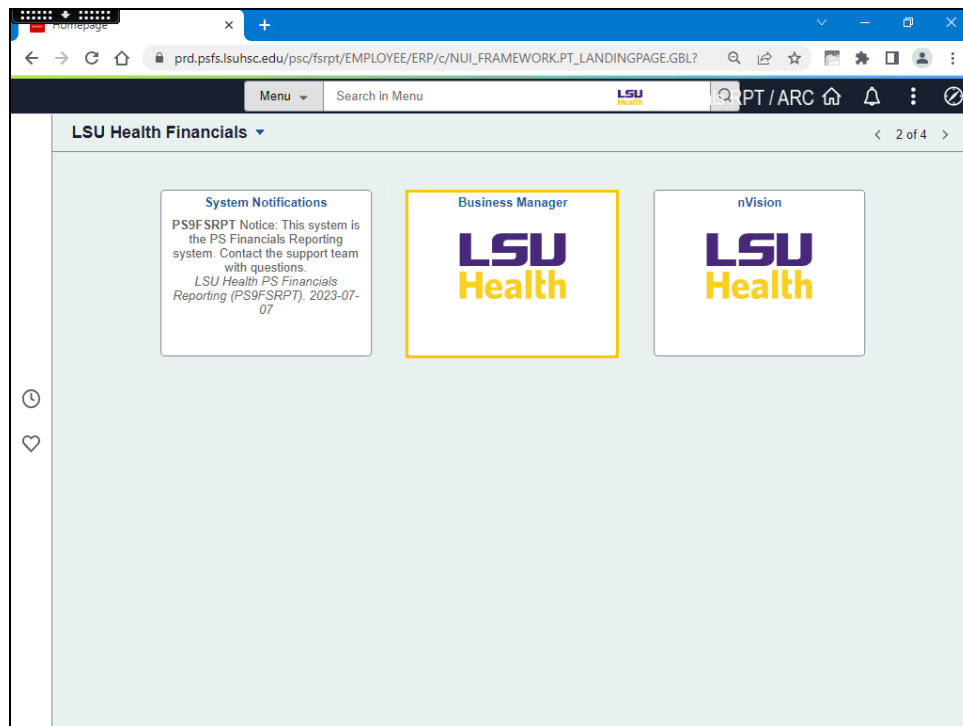 Homepage
prd.psfs.lsuhsc.edu/psc/fsrpt/EMPLOYEE/ERP/c/NUI_FRAMEWORK.PT_LANDINGPAGE.GBL?
Menu
Search in Menu
LSU
Health
RPT / ARC
LSU Health Financials
2 of 4
System Notifications
PS9FSRPT Notice: This system is
the PS Financials Reporting
system. Contact the support team
with questions.
LSU Health PS Financials
Reporting (PS9FSRPT). 2023-07-
07
Business Manager
LSU
Health
nVision
LSU
Health